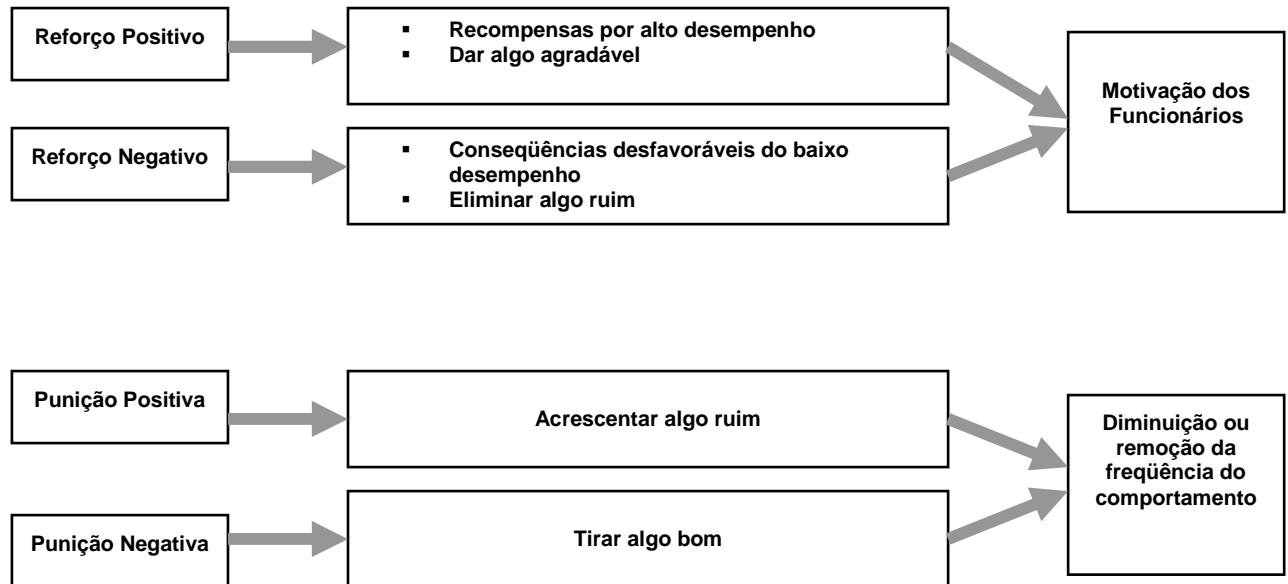 Reforço Positivo
▪ Recompensas por alto desempenho
▪ Dar algo agradável
Motivação dos
Funcionários
Reforço Negativo
▪ Conseqüências desfavoráveis do baixo
desempenho
▪ Eliminar algo ruim
Punição Positiva
Acrescentar algo ruim
Diminuição ou
remoção da
freqüência do
comportamento
Punição Negativa
Tirar algo bom